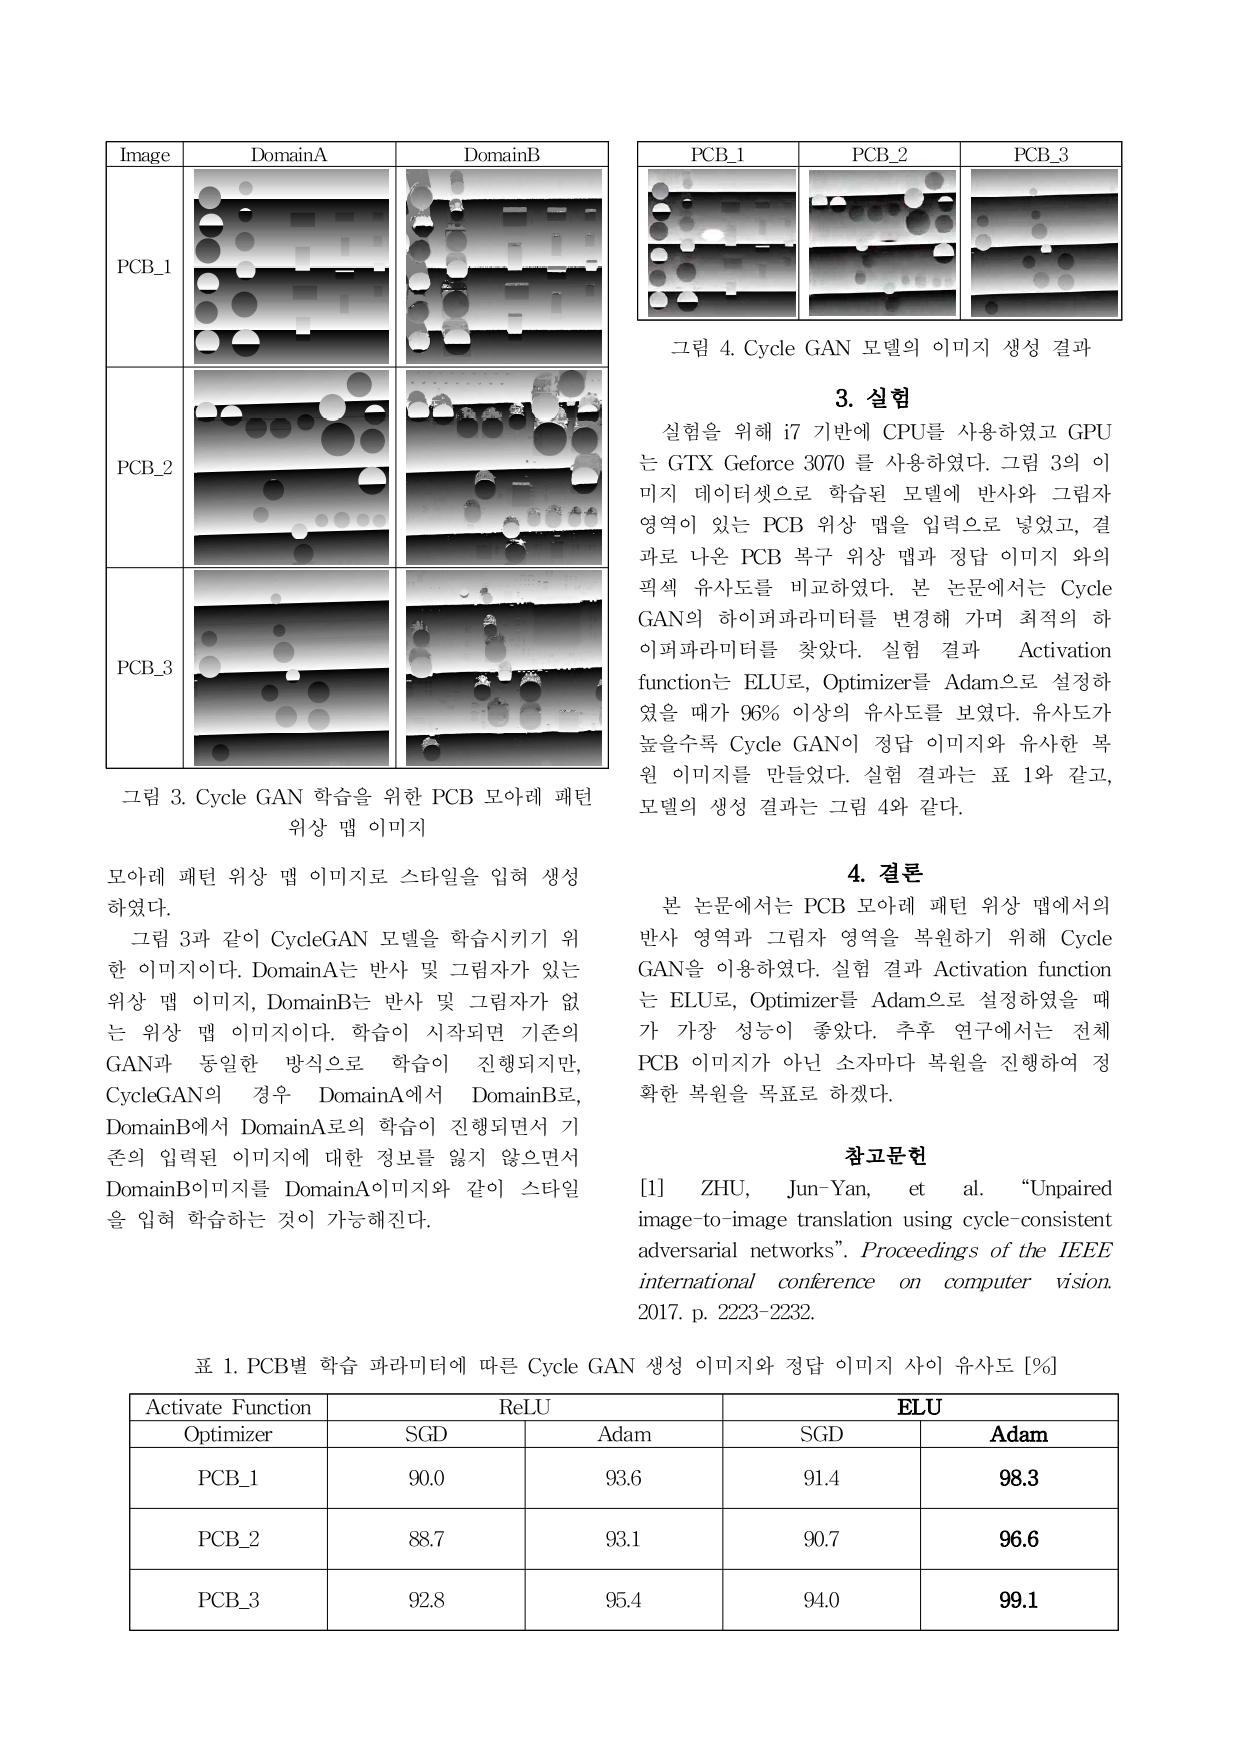 Image DomainA DomainB
PCB_1
PCB_2
PCB_3
그림 3. Cycle GAN 학습을 위한 PCB 모아레 패턴
위상 맵 이미지
모아레 패턴 위상 맵 이미지로 스타일을 입혀 생성
하였다.
그림 3과 같이 CycleGAN 모델을 학습시키기 위
한 이미지이다. DomainA는 반사 및 그림자가 있는
위상 맵 이미지, DomainB는 반사 및 그림자가 없
는 위상 맵 이미지이다. 학습이 시작되면 기존의
GAN과 동일한 방식으로 학습이 진행되지만,
CycleGAN의 경우 DomainA에서 DomainB로,
DomainB에서 DomainA로의 학습이 진행되면서 기
존의 입력된 이미지에 대한 정보를 잃지 않으면서
DomainB이미지를 DomainA이미지와 같이 스타일
을 입혀 학습하는 것이 가능해진다.
PCB_1 PCB_2 PCB_3
그림 4. Cycle GAN 모델의 이미지 생성 결과
3. 실험
실험을 위해 i7 기반에 CPU를 사용하였고 GPU
는 GTX Geforce 3070 를 사용하였다. 그림 3의 이
미지 데이터셋으로 학습된 모델에 반사와 그림자
영역이 있는 PCB 위상 맵을 입력으로 넣었고, 결
과로 나온 PCB 복구 위상 맵과 정답 이미지 와의
픽섹 유사도를 비교하였다. 본 논문에서는 Cycle
GAN의 하이퍼파라미터를 변경해 가며 최적의 하
이퍼파라미터를 찾았다. 실험 결과 Activation
function는 ELU로, Optimizer를 Adam으로 설정하
였을 때가 96% 이상의 유사도를 보였다. 유사도가
높을수록 Cycle GAN이 정답 이미지와 유사한 복
원 이미지를 만들었다. 실험 결과는 표 1와 같고,
모델의 생성 결과는 그림 4와 같다.
4. 결론
본 논문에서는 PCB 모아레 패턴 위상 맵에서의
반사 영역과 그림자 영역을 복원하기 위해 Cycle
GAN을 이용하였다. 실험 결과 Activation function
는 ELU로, Optimizer를 Adam으로 설정하였을 때
가 가장 성능이 좋았다. 추후 연구에서는 전체
PCB 이미지가 아닌 소자마다 복원을 진행하여 정
확한 복원을 목표로 하겠다.
참고문헌
[1] ZHU, Jun-Yan, et al. “Unpaired
image-to-image translation using cycle-consistent
adversarial networks”. Proceedings of the IEEE
international conference on computer vision.
2017. p. 2223-2232.
표 1. PCB별 학습 파라미터에 따른 Cycle GAN 생성 이미지와 정답 이미지 사이 유사도 [%]
Activate Function ReLU ELU
Optimizer SGD Adam SGD Adam
PCB_1 90.0 93.6 91.4 98.3
PCB_2 88.7 93.1 90.7 96.6
PCB_3 92.8 95.4 94.0 99.1